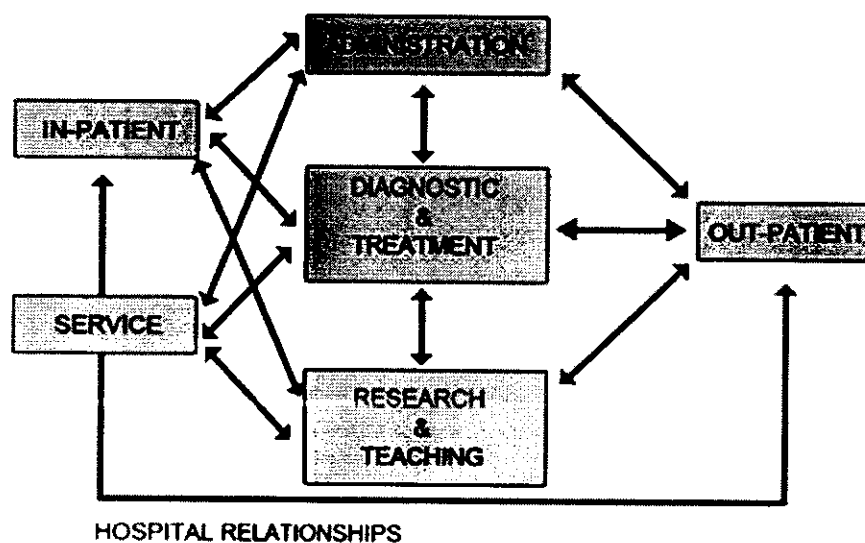 ADMINISTRATION
IN-PATIENT
DIAGNOSTIC
&
TREATMENT
OUT-PATIENT
SERVICE
RESEARCH
&
TEACHING
HOSPITAL RELATIONSHIPS